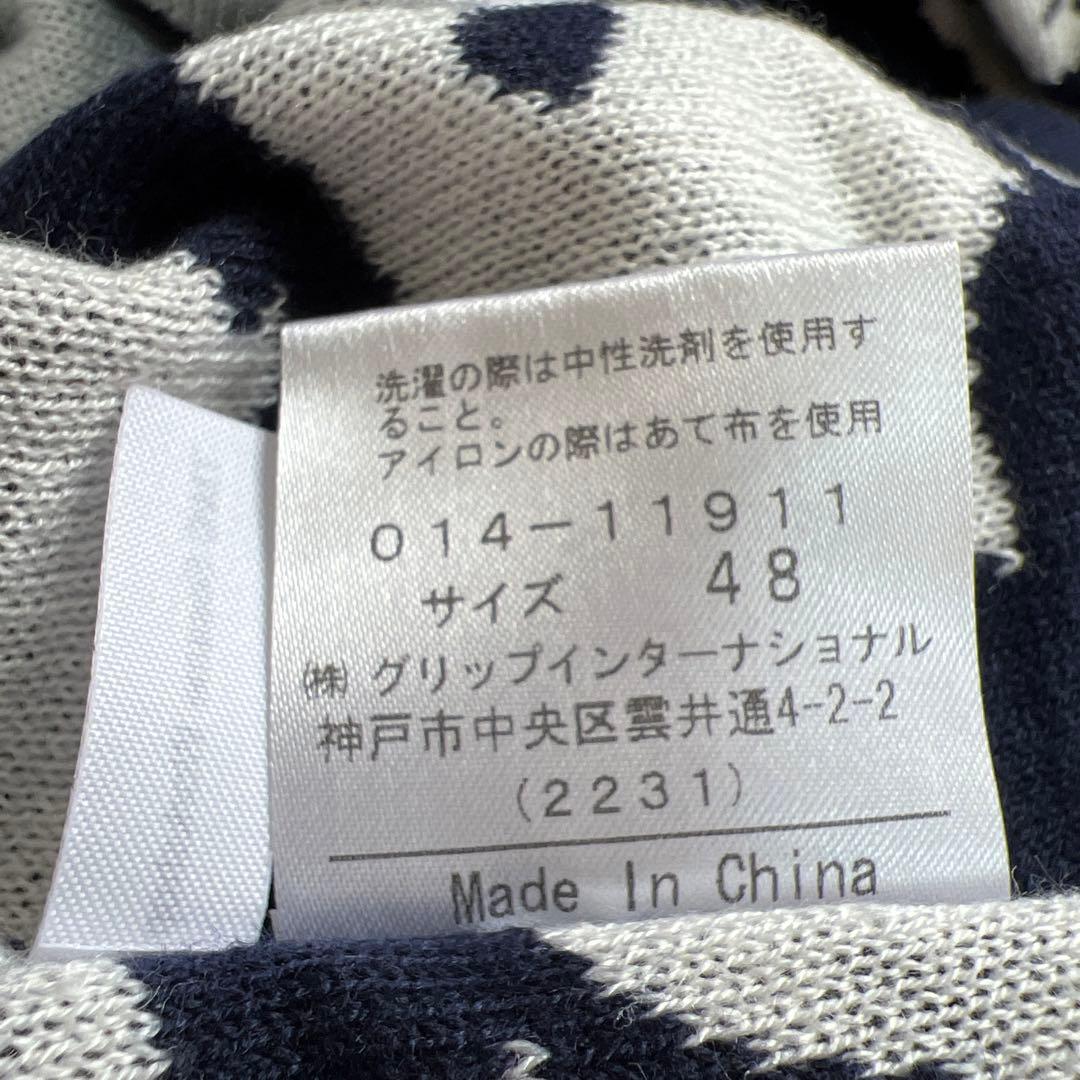 洗濯の際は中性洗剤を使用す
ること。
アイロンの際はあて布を使用
014-11911
サイズ 48
㈱ グリップインターナショナル
神戸市中央区雲井通4-2-2
(2231)
Made In China